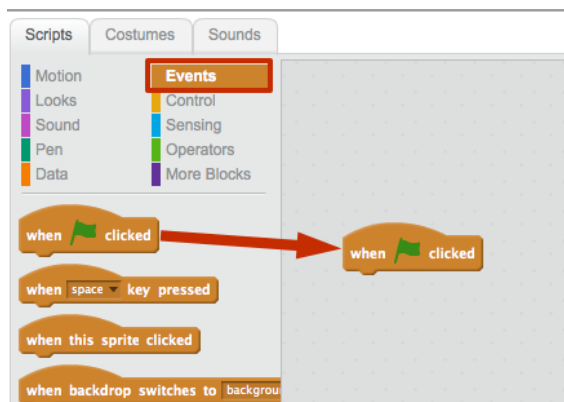 Scripts Costumes Sounds
Motion Events
Looks Control
Sound Sensing
Pen Operators
Data More Blocks
when clicked
when clicked
when space key pressed
when this sprite clicked
when backdrop switches to